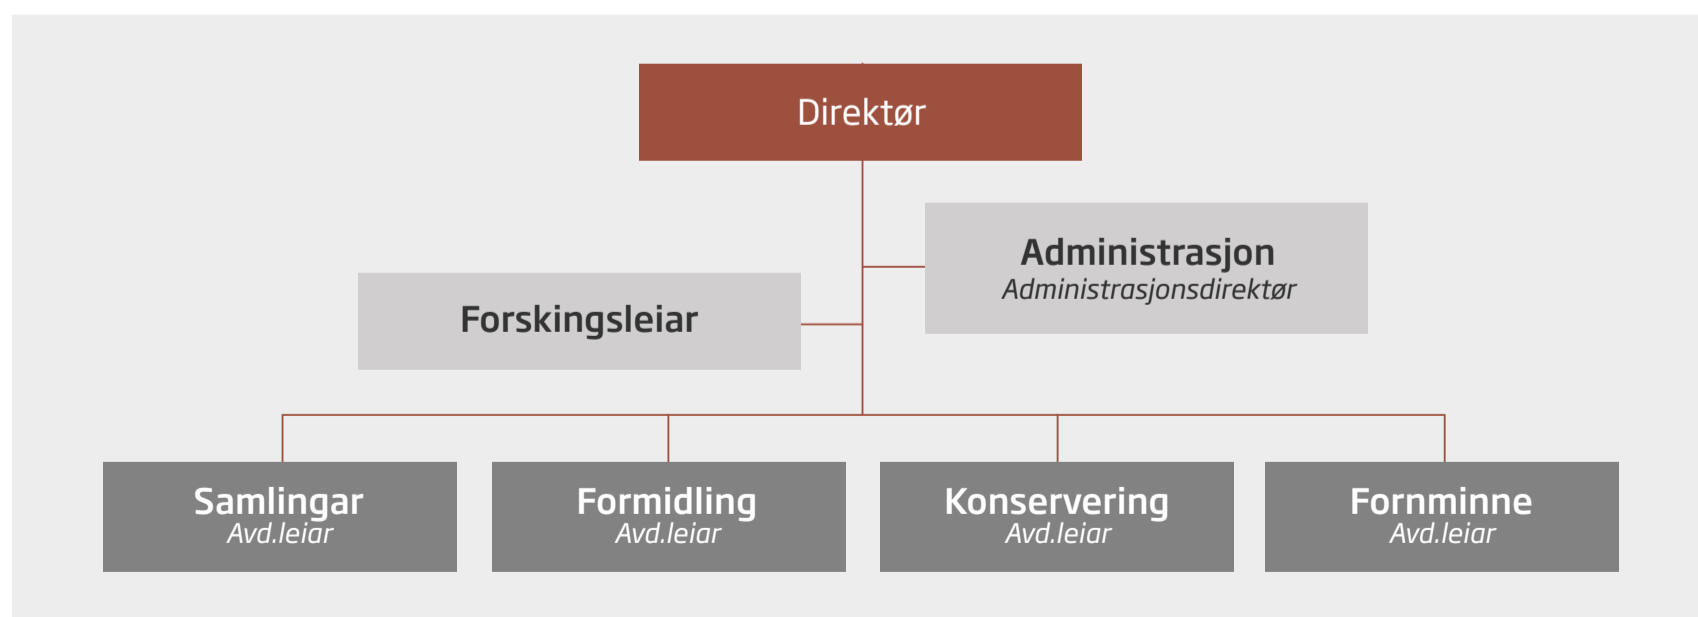 Direktør
Administrasjon
Administrasjonsdirektør
Forskingsleiar
Samlingar
Avd.leiar
Formidling
Avd.leiar
Konservering
Avd.leiar
Fornminne
Avd.leiar